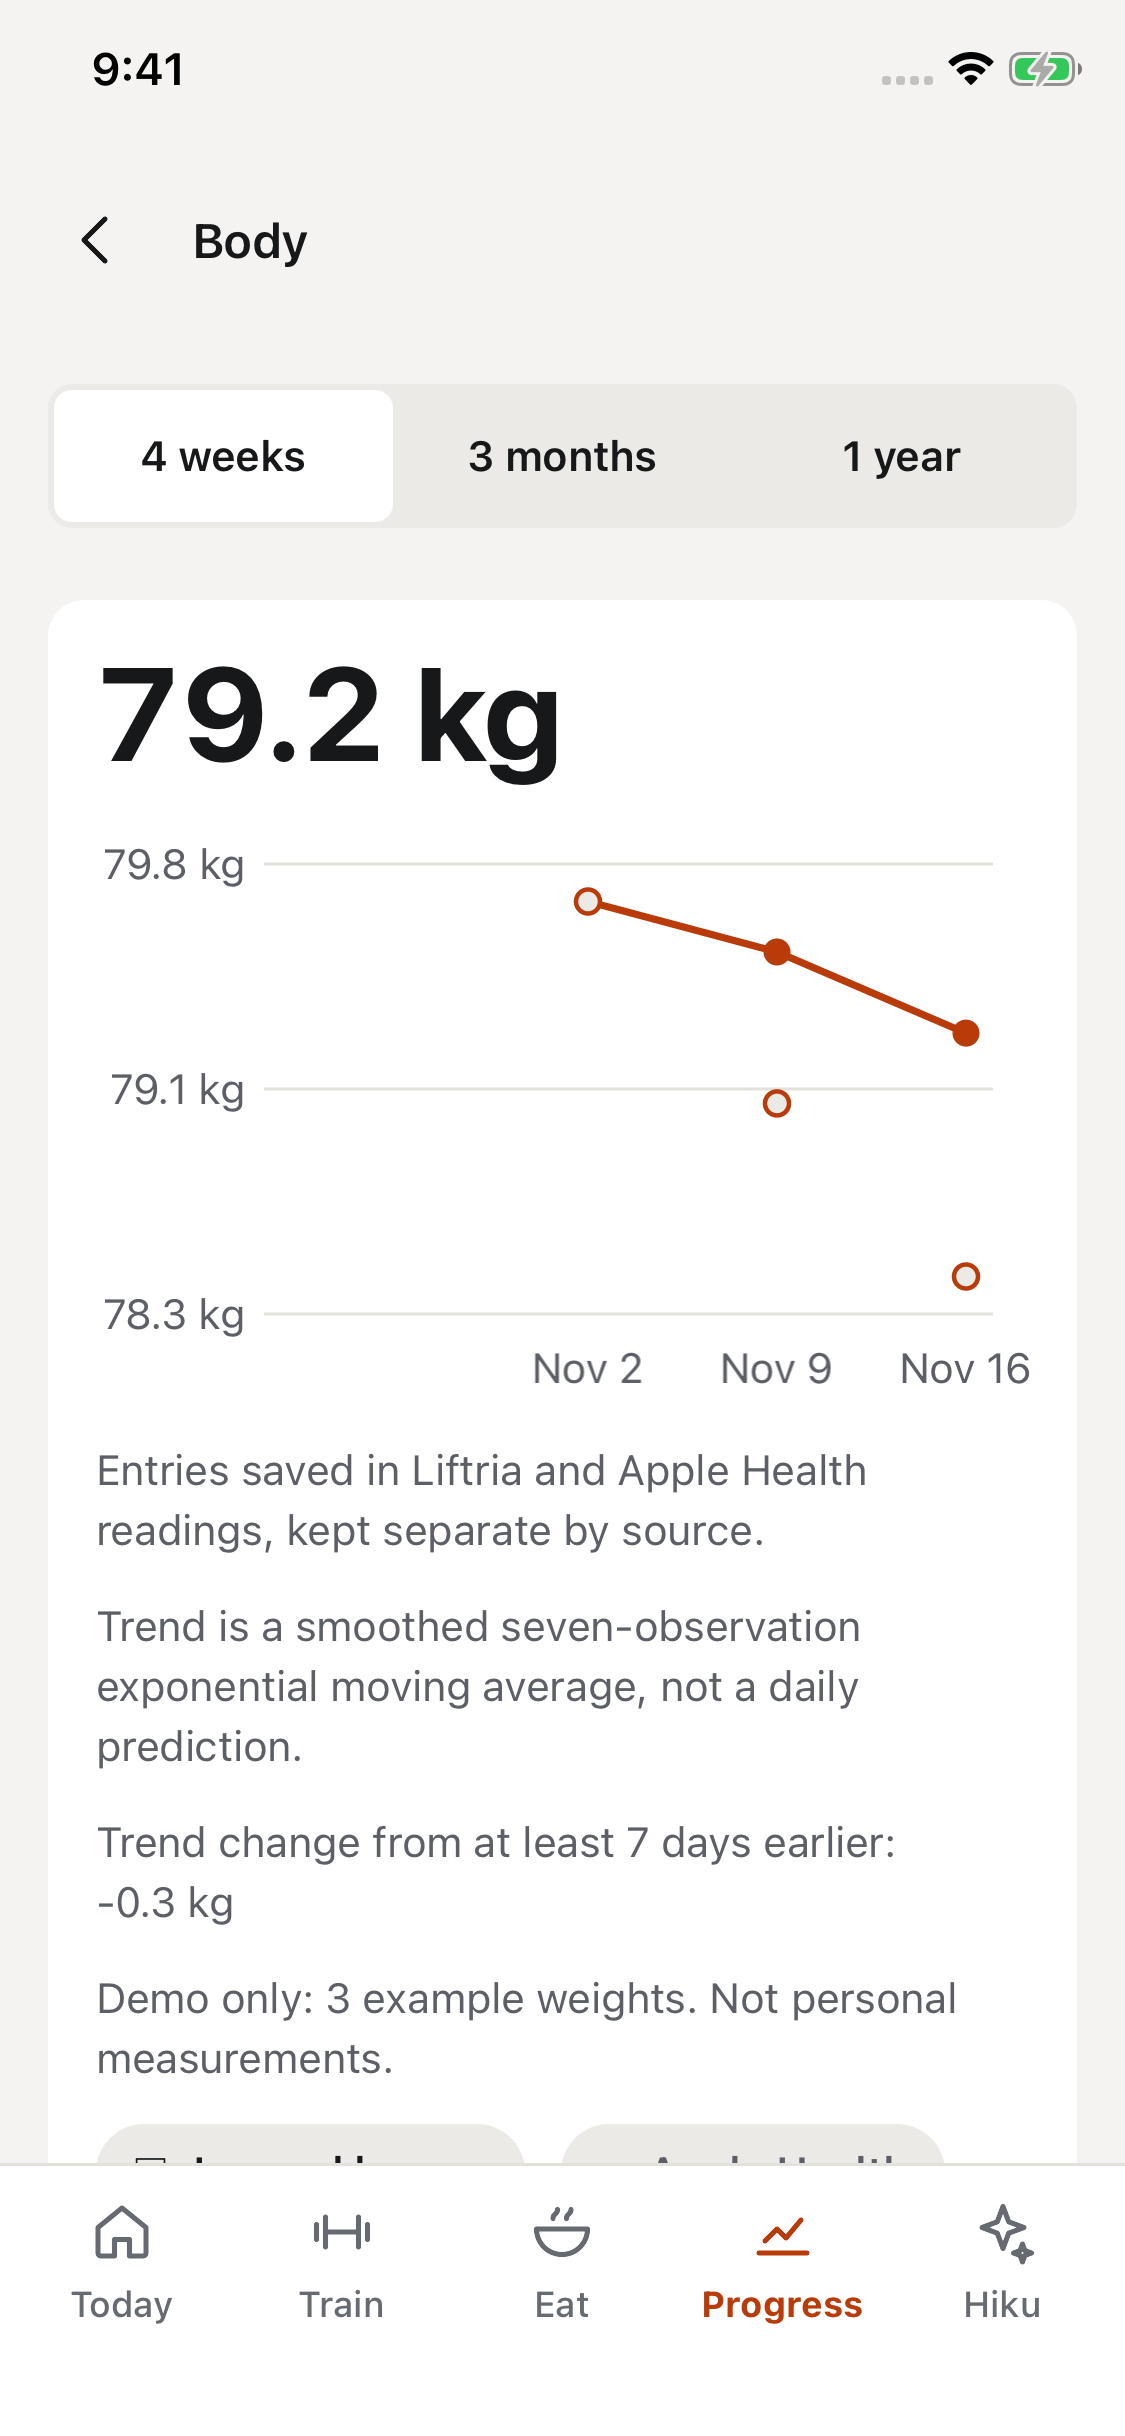 9:41
Body
4 weeks
3 months
1 year
79.2 kg
79.8 kg
79.1 kg
78.3 kg
Nov 2
Nov 9
Nov 16
Entries saved in Liftria and Apple Health
readings, kept separate by source.
Trend is a smoothed seven-observation
exponential moving average, not a daily
prediction.
Trend change from at least 7 days earlier:
-0.3 kg
Demo only: 3 example weights. Not personal
measurements.
Apple Health
Today
Train
Eat
Progress
Hiku